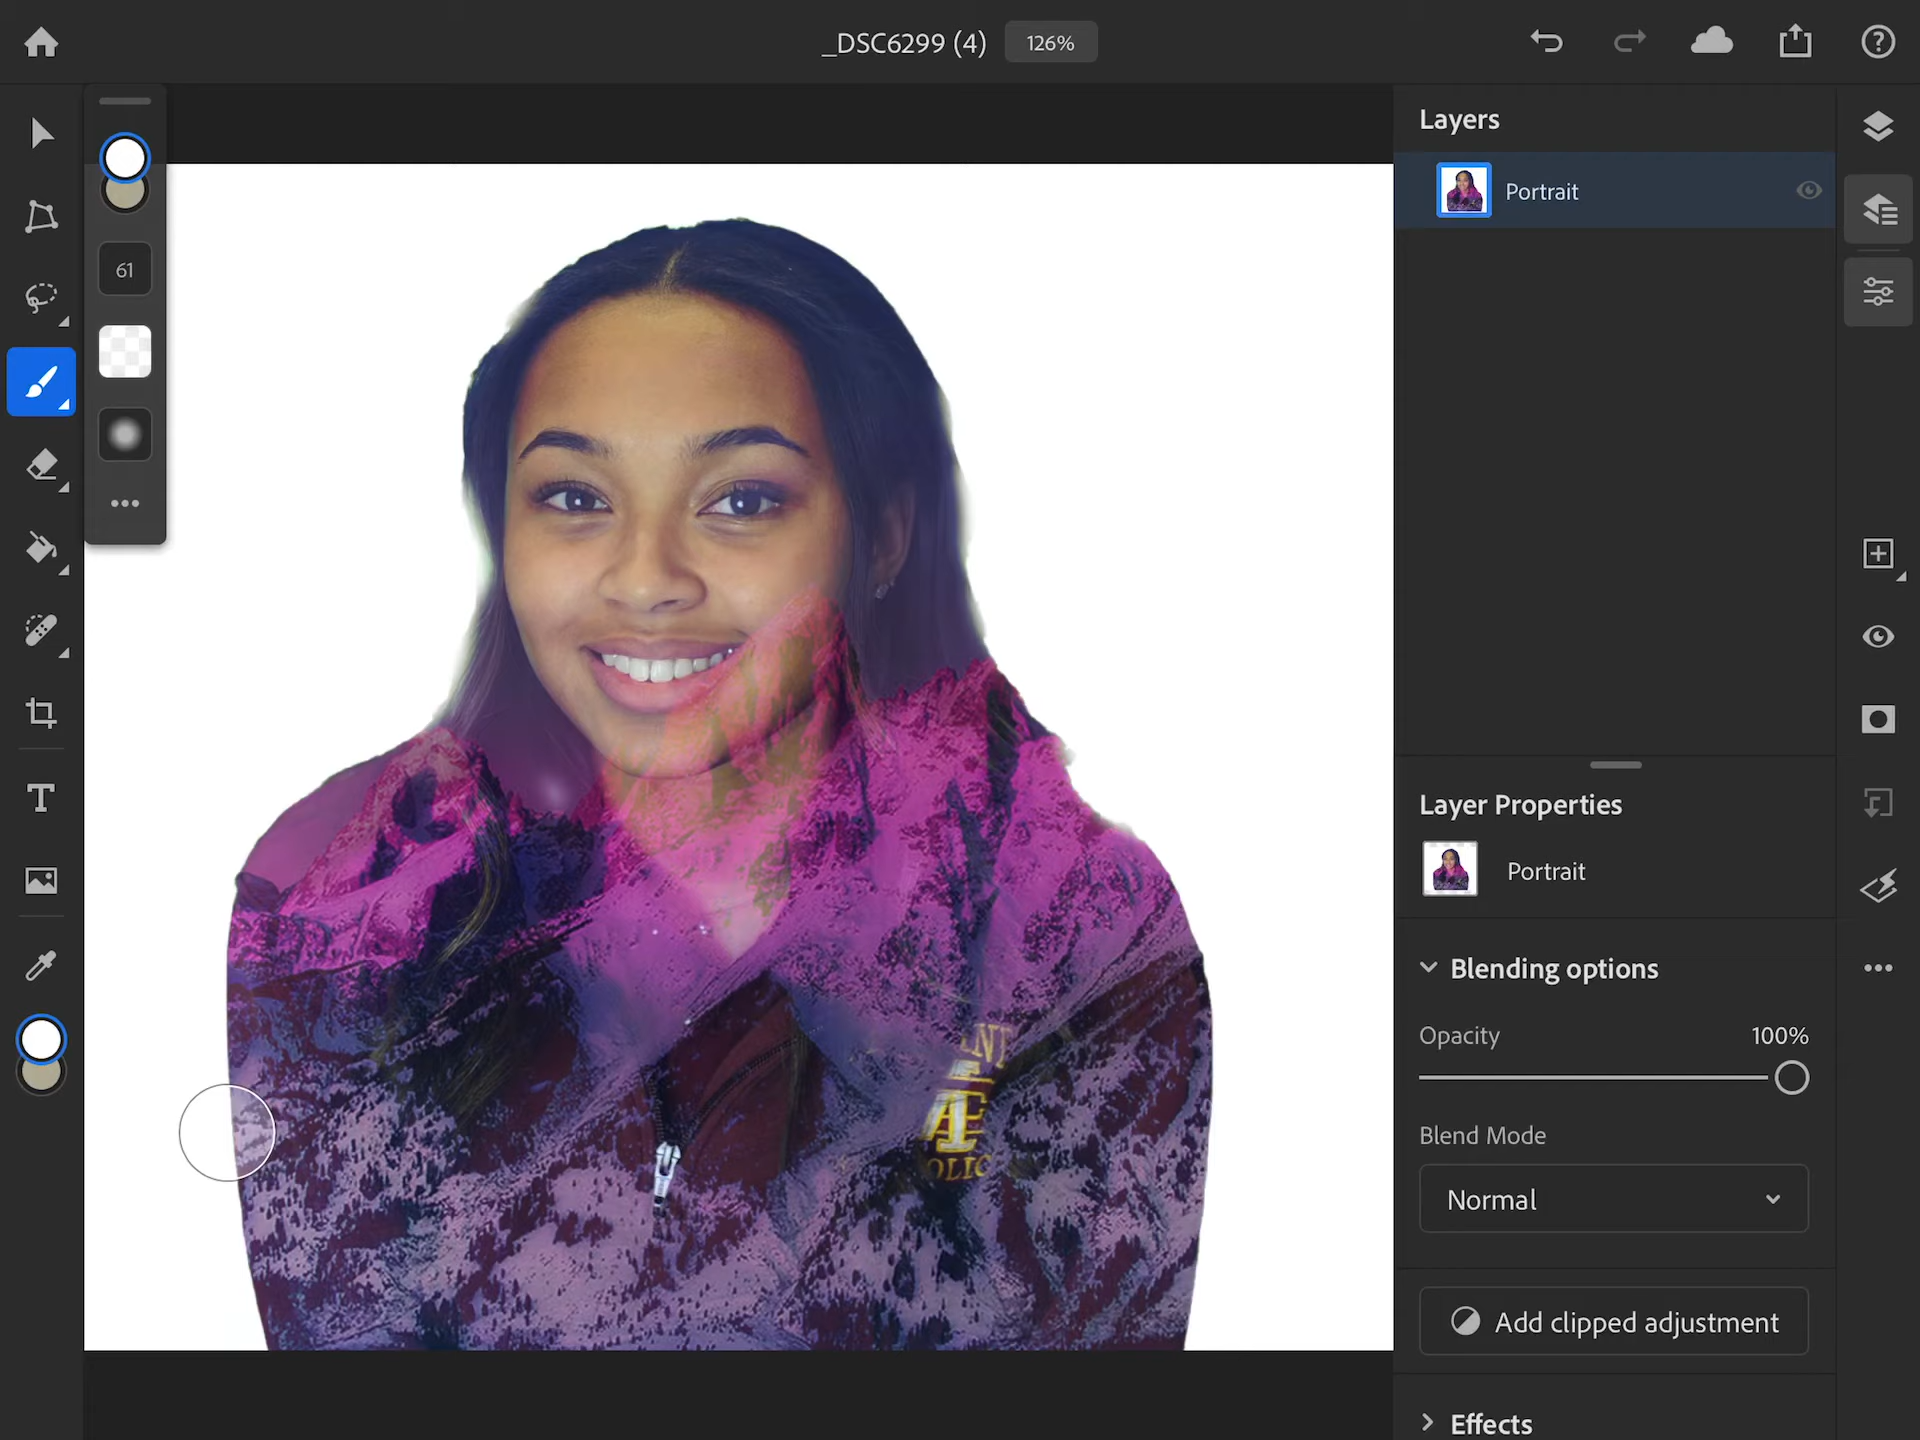 _DSC6299 (4)
126%
Layers
61
Portrait
Layer Properties
Portrait
Blending options
Opacity
100%
Blend Mode
Normal
Add clipped adjustment
Effects